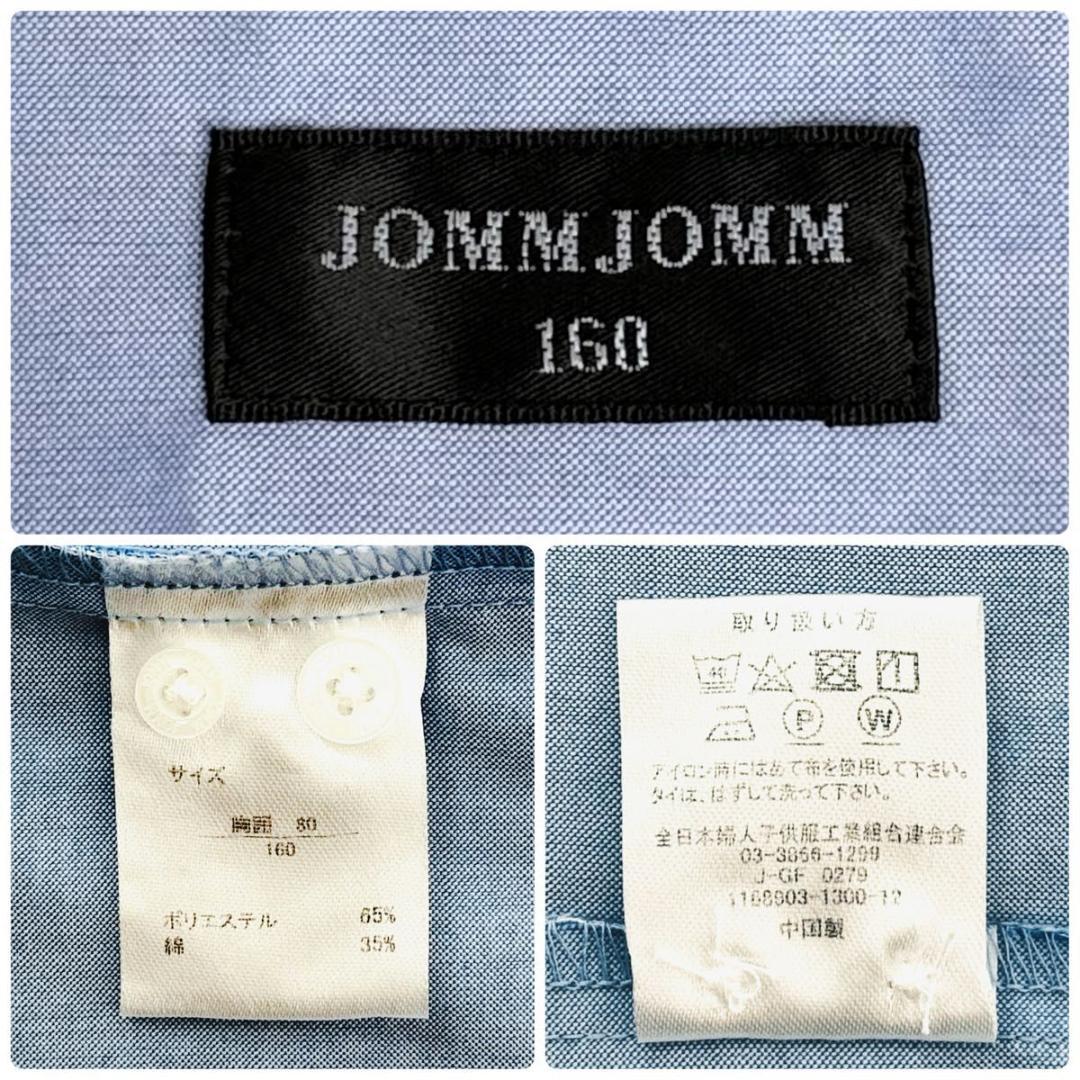 JOMMJOMM
160
サイズ
胸囲 80
160
ポリエステル 65%
綿 35%
取り扱い方
40
P
W
アイロン時にはあて布を使用して下さい。
タイは、はずして洗って下さい。
全日本婦人子供服工業組合連合会
03-3866-1299
J-GF 0279
1168903-1300-12
中国製